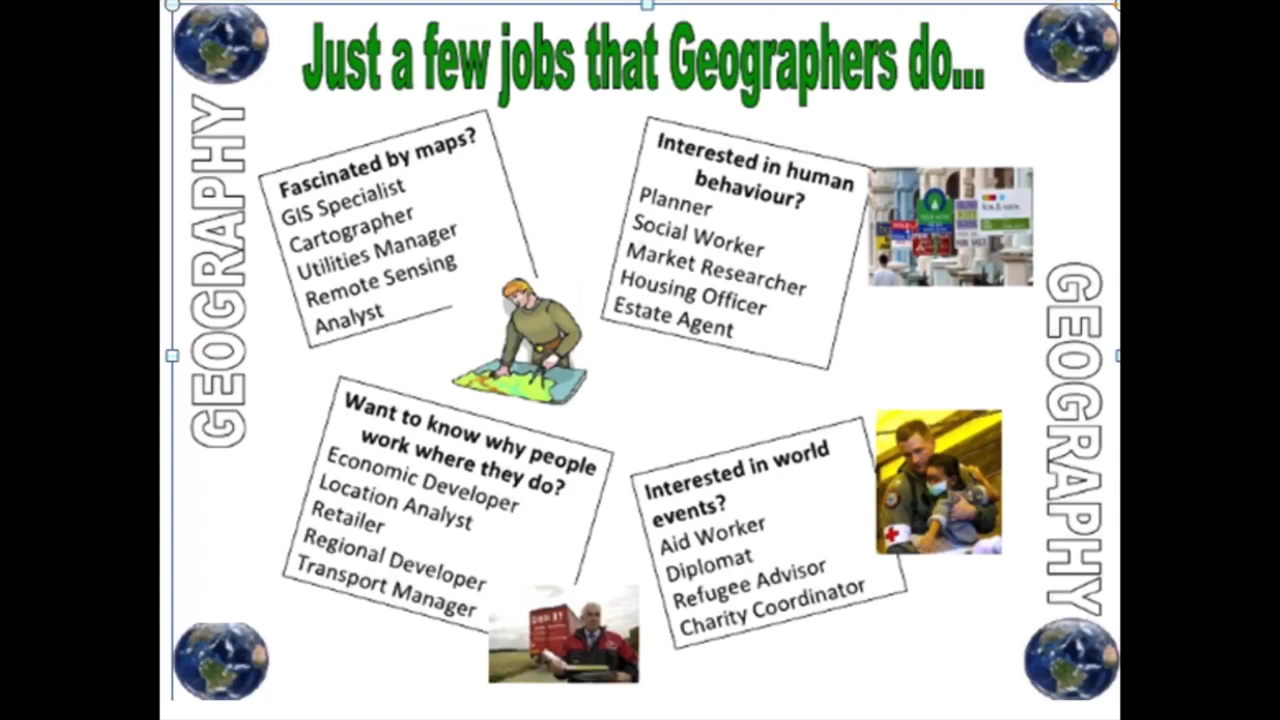 Just a few jobs that Geographers do...
GEOGRAPHY
Fascinated by maps?
GIS Specialist
Cartographer
Utilities Manager
Remote Sensing
Analyst
Interested in human
behaviour?
Planner
Social Worker
Market Researcher
Housing Officer
Estate Agent
Want to know why people
work where they do?
Economic Developer
Location Analyst
Retailer
Regional Developer
Transport Manager
Interested in world
events?
Aid Worker
Diplomat
Refugee Advisor
Charity Coordinator
GEOGRAPHY